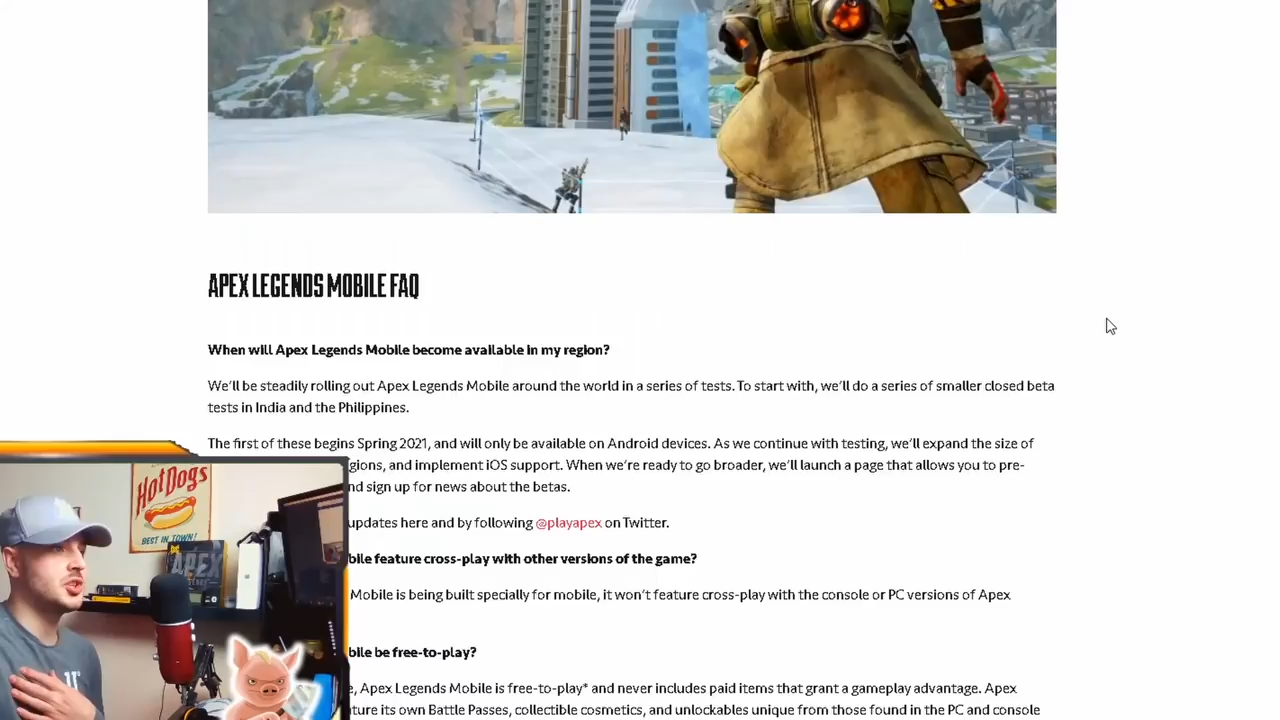 APEX LEGENDS MOBILE FAQ
When will Apex Legends Mobile become available in my region?
We'll be steadily rolling out Apex Legends Mobile around the world in a series of tests. To start with, we'll do a series of smaller closed beta
tests in India and the Philippines.
The first of these begins Spring 2021, and will only be available on Android devices. As we continue with testing, we'll expand the size of
gions, and implement iOS support. When we're ready to go broader, we'll launch a page that allows you to pre-
nd sign up for news about the betas.
updates here and by following @playapex on Twitter.
bile feature cross-play with other versions of the game?
Mobile is being built specially for mobile, it won't feature cross-play with the console or PC versions of Apex
bile be free-to-play?
e, Apex Legends Mobile is free-to-play* and never includes paid items that grant a gameplay advantage. Apex
ture its own Battle Passes, collectible cosmetics, and unlockables unique from those found in the PC and console
HOT DOGS
BEST IN TOWN!
APEX